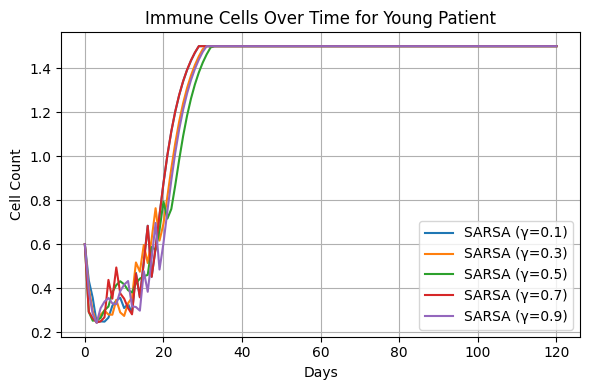 Immune Cells Over Time for Young Patient
Cell Count
1.4
1.2
1.0
0.8
0.6
0.4
0.2
0
20
40
60
80
100
120
Days
SARSA (γ=0.1)
SARSA (γ=0.3)
SARSA (γ=0.5)
SARSA (γ=0.7)
SARSA (γ=0.9)